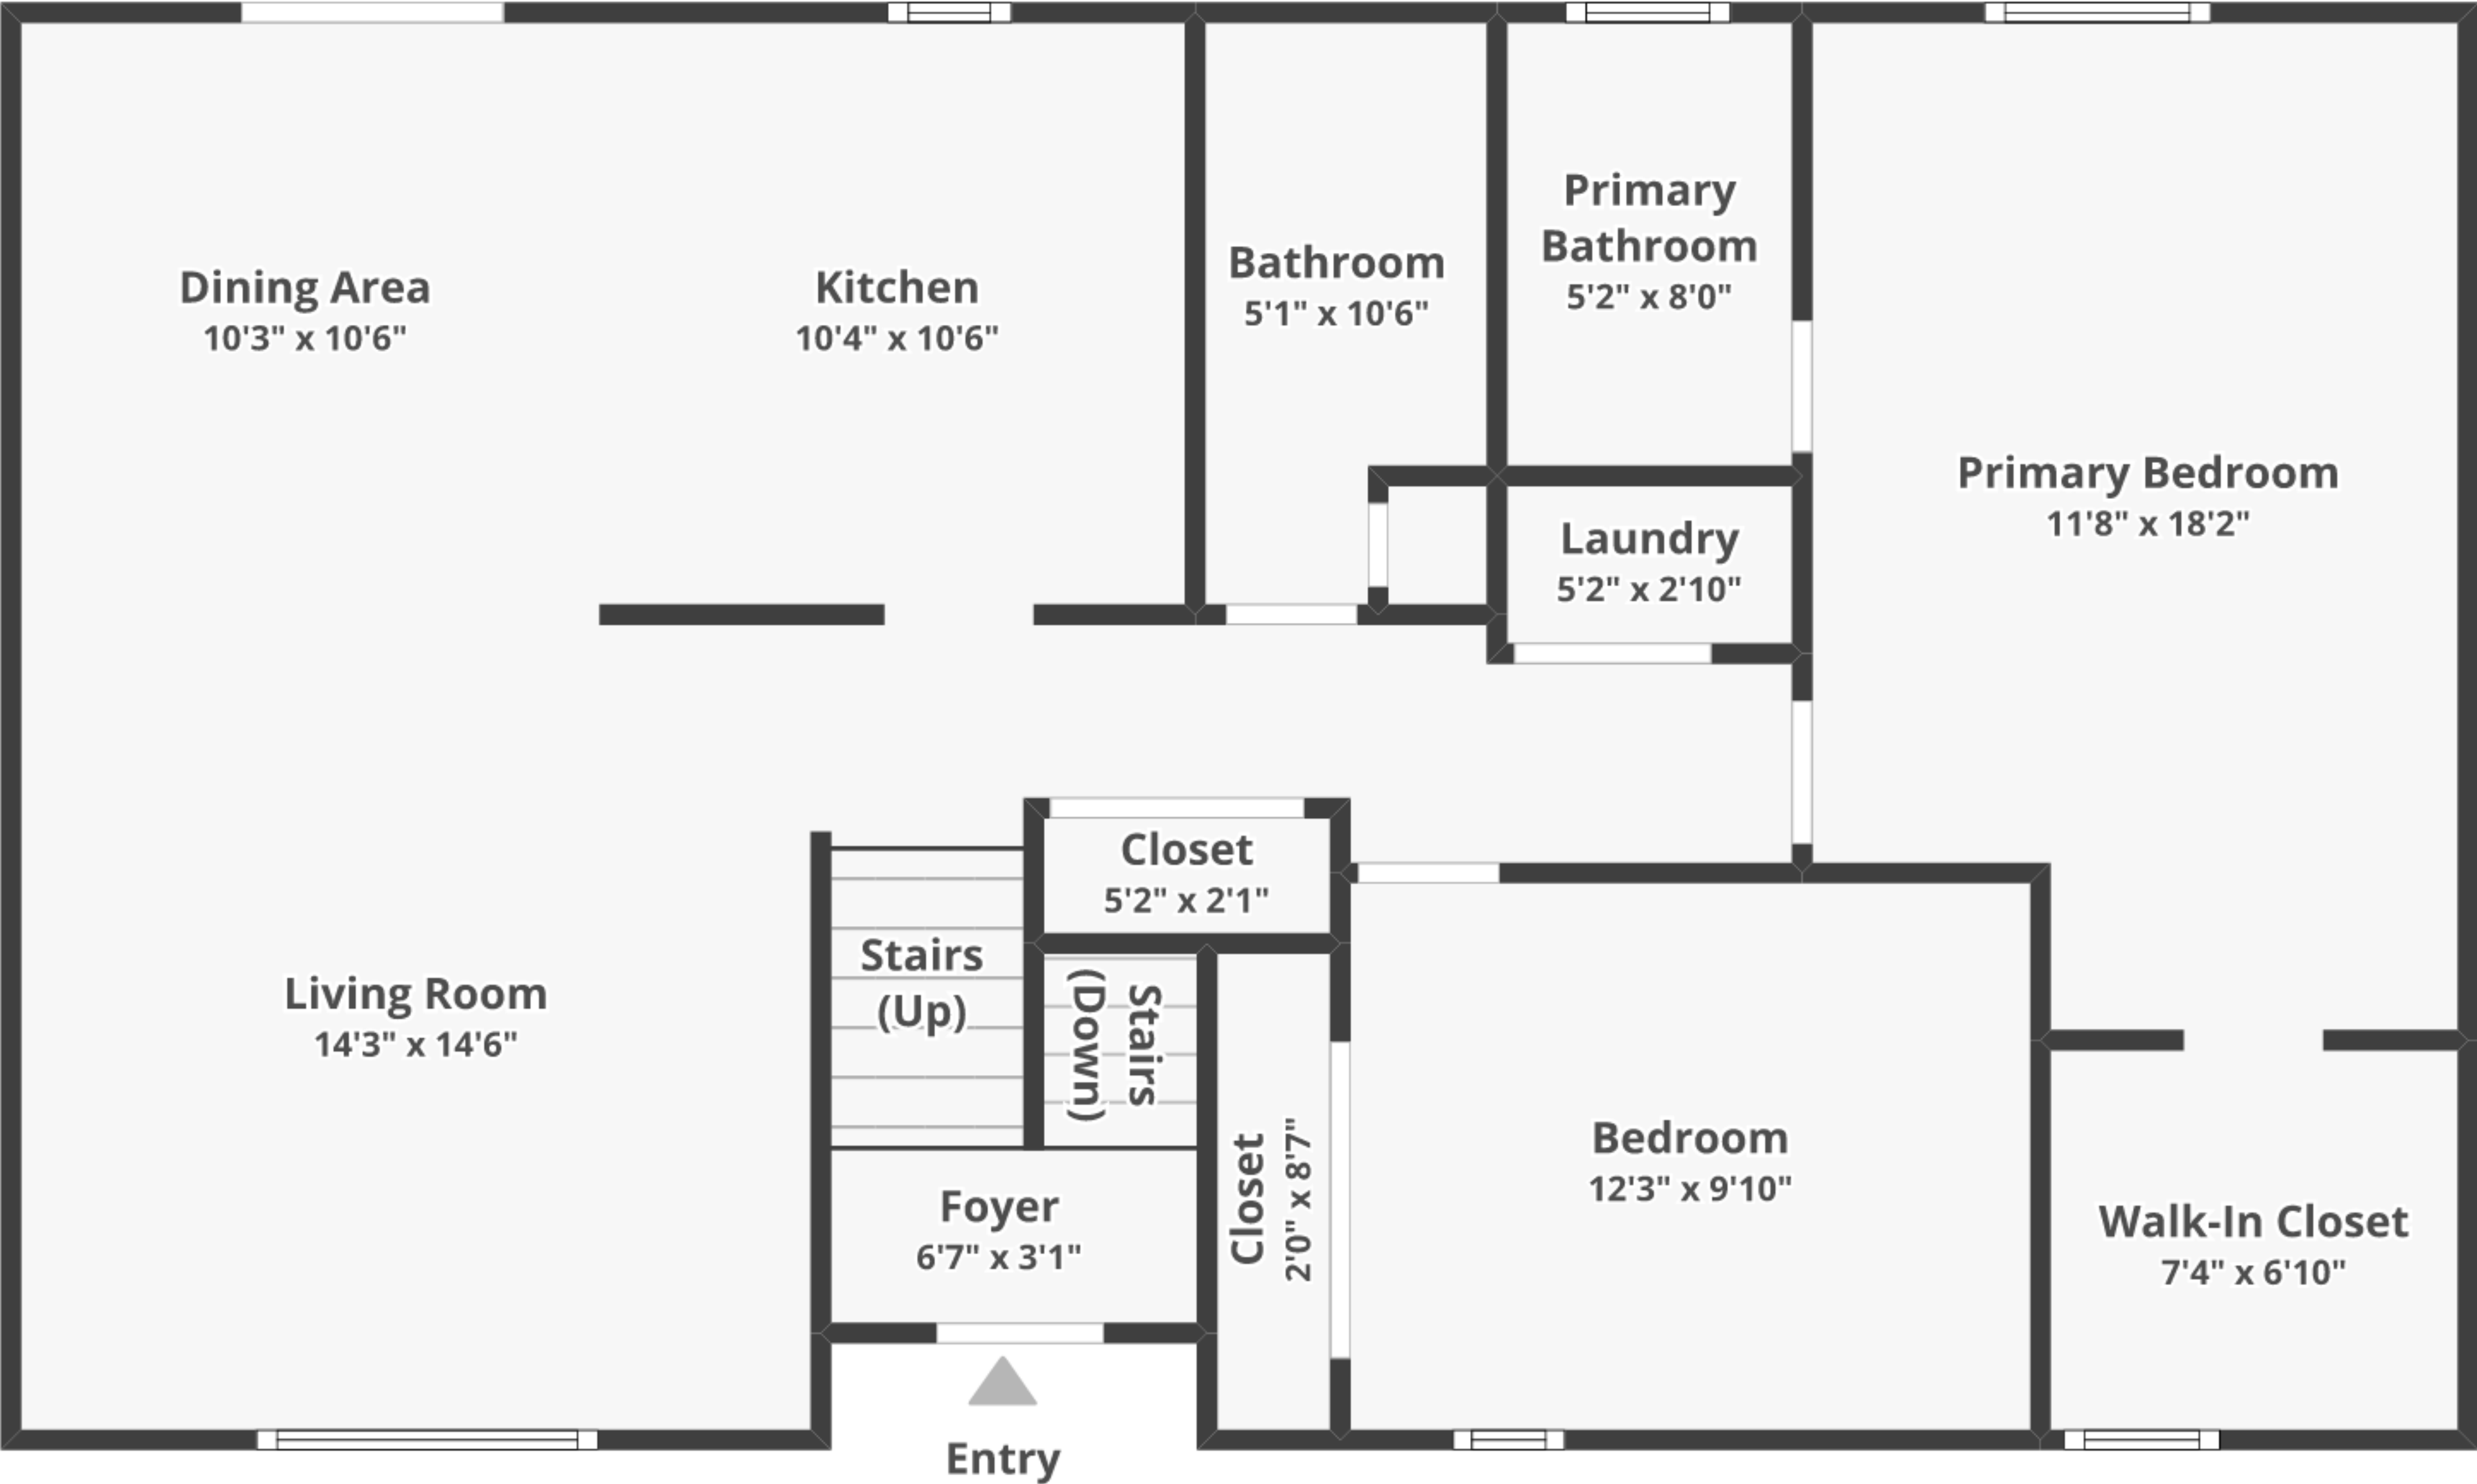 Dining Area
10'3" x 10'6"
Kitchen
10'4" x 10'6"
Bathroom
5'1" x 10'6"
Primary
Bathroom
5'2" x 8'0"
Laundry
5'2" x 2'10"
Primary Bedroom
11'8" x 18'2"
Living Room
14'3" x 14'6"
Stairs
(Up)
Closet
5'2" x 2'1"
Stairs
(Down)
Foyer
6'7" x 3'1"
Closet
2'0" x 8'7"
Bedroom
12'3" x 9'10"
Walk-In Closet
7'4" x 6'10"
Entry